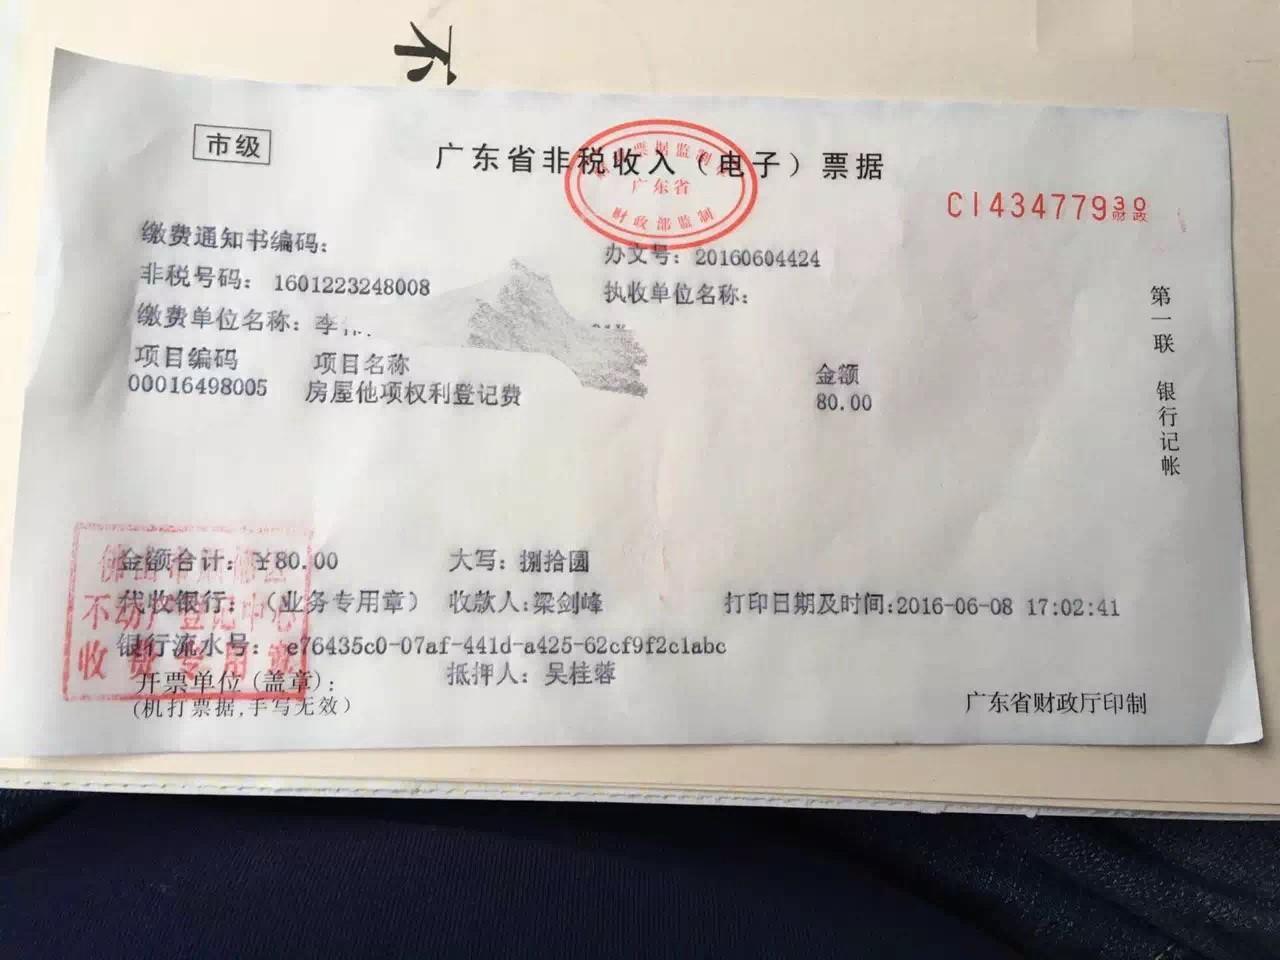 不
市级
广东省非税收入（电子）票据
票据监制
广东省
财政部监制
CI43477930
财政
缴费通知书编码：
办文号：20160604424
非税号码：1601223248008
执收单位名称：
缴费单位名称：李
项目编码 项目名称 金额
00016498005 房屋他项权利登记费 80.00
第一联 银行记帐
金额合计：￥80.00 大写：捌拾圆
代收银行：（业务专用章） 收款人：梁剑峰 打印日期及时间：2016-06-08 17:02:41
银行流水号：e76435c0-07af-441d-a425-62cf9f2c1abc
开票单位（盖章）： 抵押人：吴桂蓉
（机打票据，手写无效）
广东省财政厅印制
佛山市顺德区
不动产登记中心
收费专用章